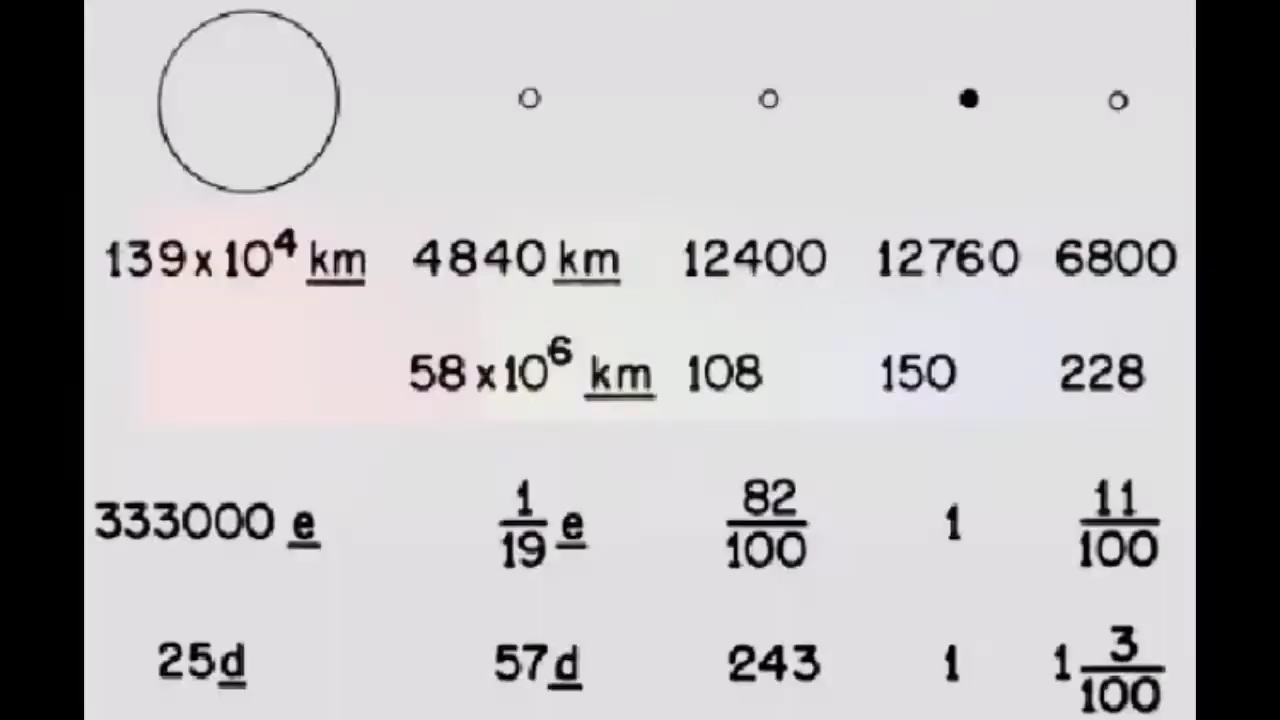 139 x 10⁴ km 4840 km 12400 12760 6800
58 x 10⁶ km 108 150 228
333000 e 1/19 e 82/100 1 11/100
25d 57d 243 1 1 3/100